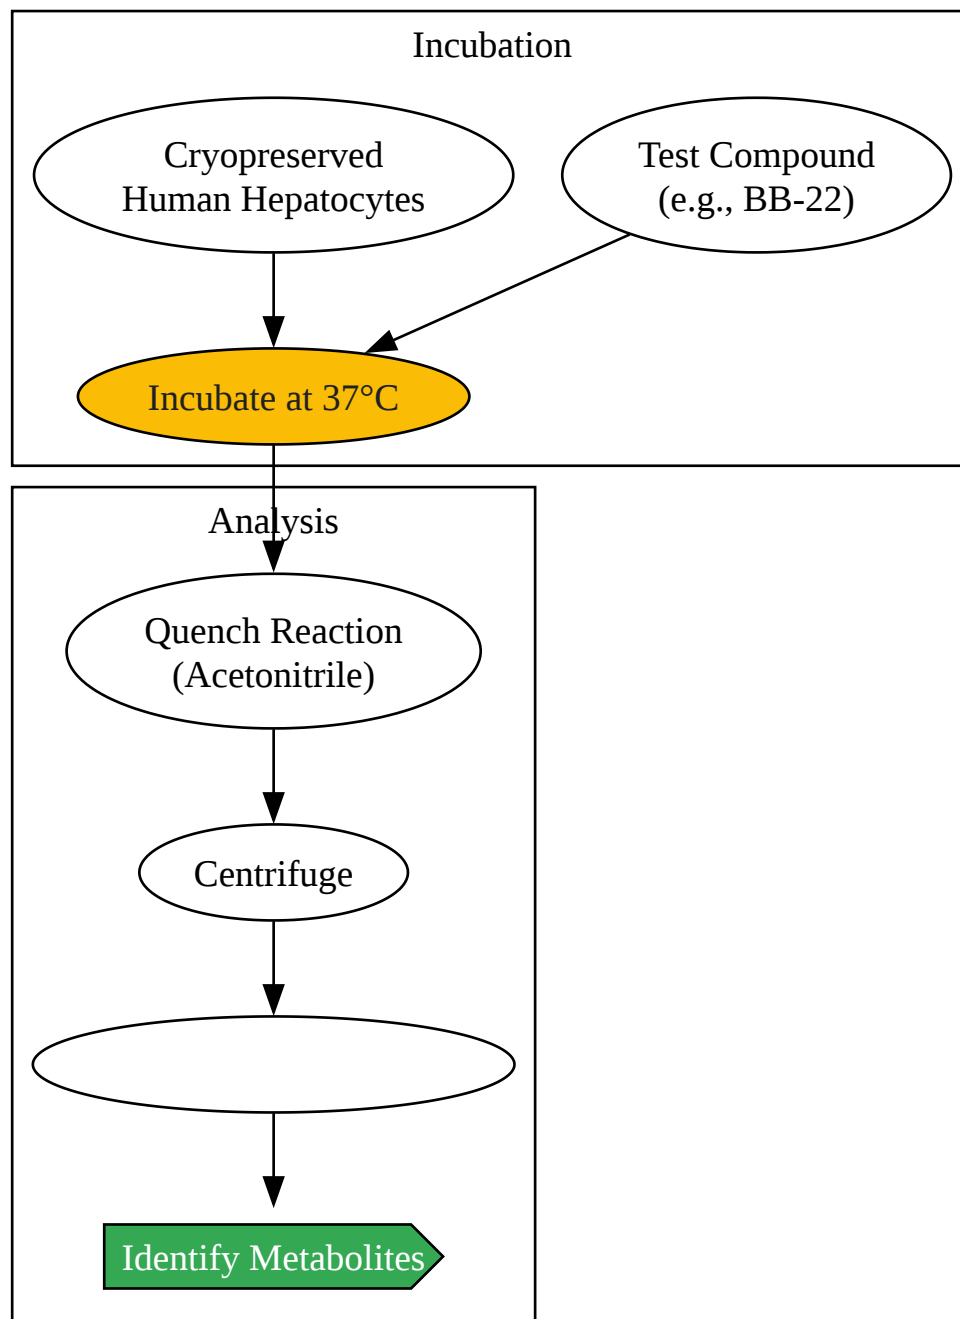 Incubation
Cryopreserved
Human Hepatocytes
Test Compound
(e.g., BB-22)
Incubate at 37°C
Analysis
Quench Reaction
(Acetonitrile)
Centrifuge
Identify Metabolites